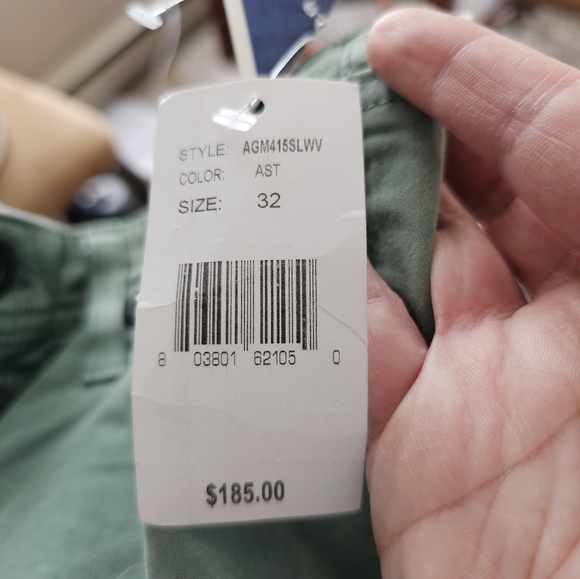 STYLE: AGM415SLWV
COLOR: AST
SIZE: 32
8 03801 62105 0
$185.00